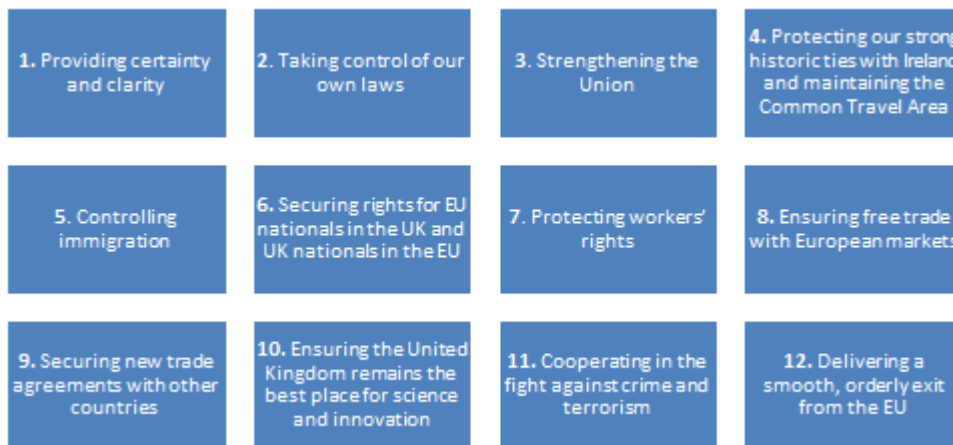 1. Providing certainty
and clarity
2. Taking control of our
own laws
3. Strengthening the
Union
4. Protecting our strong
historic ties with Ireland
and maintaining the
Common Travel Area
5. Controlling
immigration
6. Securing rights for EU
nationals in the UK and
UK nationals in the EU
7. Protecting workers'
rights
8. Ensuring free trade
with European markets
9. Securing new trade
agreements with other
countries
10. Ensuring the United
Kingdom remains the
best place for science
and innovation
11. Cooperating in the
fight against crime and
terrorism
12. Delivering a
smooth, orderly exit
from the EU